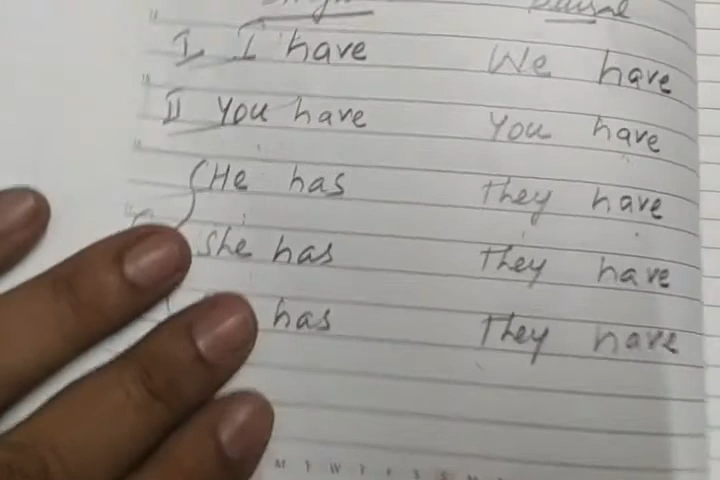 I I have We have
II You have You have
He has they have
she has they have
has they have
M T W T F S S